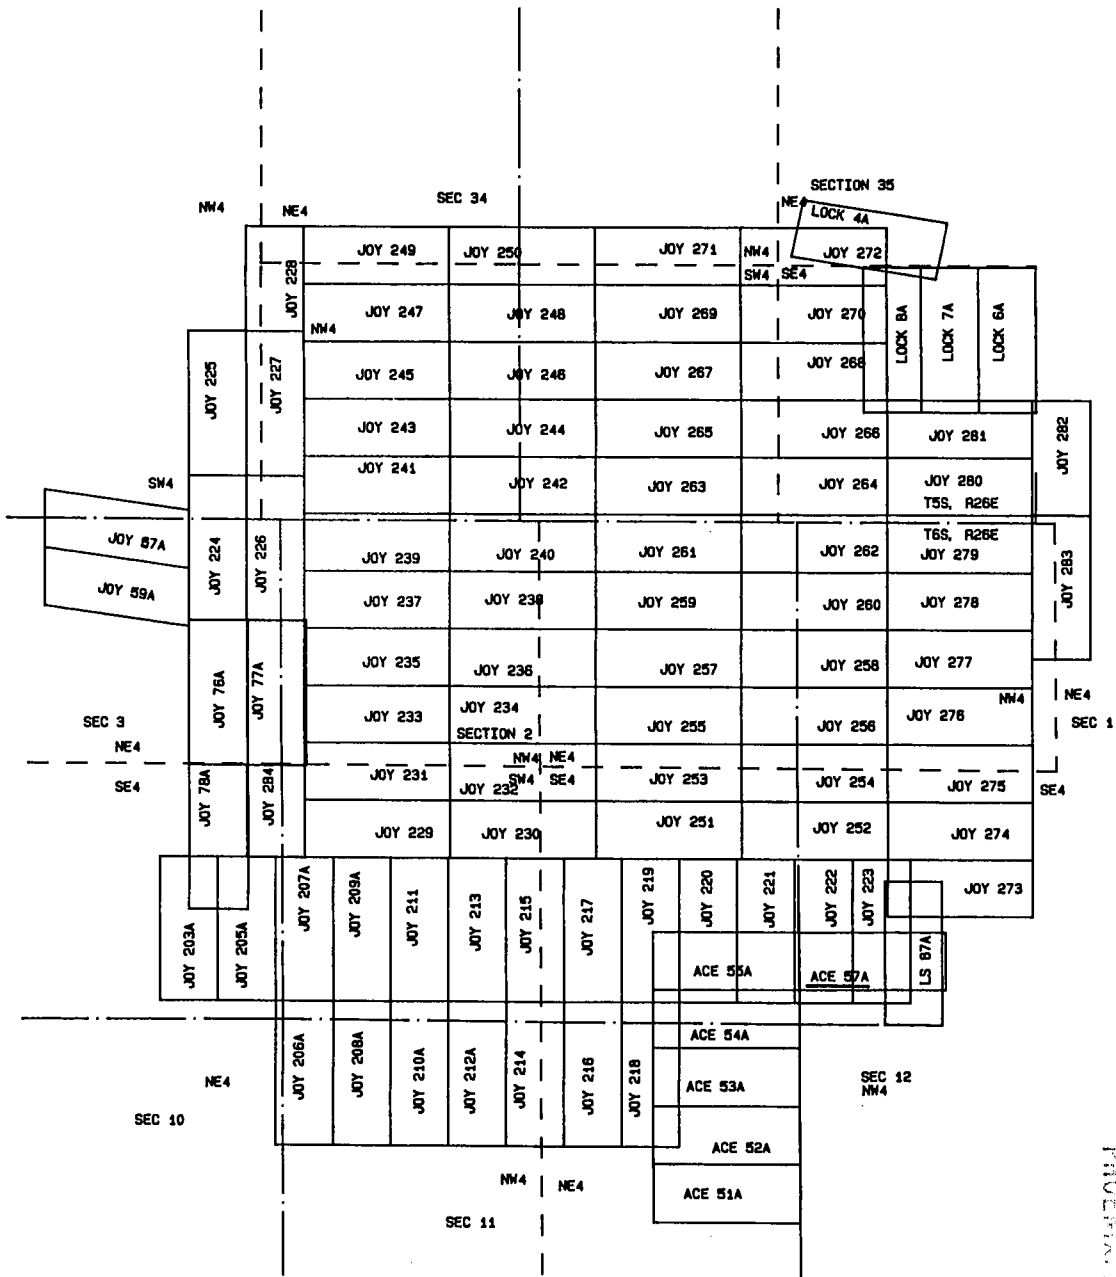 SECTION 35
NW4
NE4
SEC 34
NE4
LOCK 4A
JOY 228
JOY 249
JOY 250
JOY 271
NW4
JOY 272
SW4
SE4
JOY 247
JOY 248
JOY 269
JOY 270
LOCK 8A
LOCK 7A
LOCK 6A
NW4
JOY 225
JOY 227
JOY 245
JOY 246
JOY 267
JOY 268
JOY 243
JOY 244
JOY 265
JOY 266
JOY 281
JOY 282
JOY 241
JOY 242
JOY 263
JOY 264
JOY 280
SW4
T5S, R26E
T6S, R26E
JOY 57A
JOY 224
JOY 226
JOY 239
JOY 240
JOY 261
JOY 262
JOY 279
JOY 283
JOY 59A
JOY 237
JOY 238
JOY 259
JOY 260
JOY 278
JOY 76A
JOY 77A
JOY 235
JOY 236
JOY 257
JOY 258
JOY 277
NW4
NE4
SEC 3
JOY 233
JOY 234
JOY 255
JOY 256
JOY 276
SEC 1
SECTION 2
NE4
NW4
NE4
SE4
JOY 78A
JOY 284
JOY 231
JOY 232
SW4
SE4
JOY 253
JOY 254
JOY 275
SE4
JOY 229
JOY 230
JOY 251
JOY 252
JOY 274
JOY 203A
JOY 205A
JOY 207A
JOY 209A
JOY 211
JOY 213
JOY 215
JOY 217
JOY 219
JOY 220
JOY 221
JOY 222
JOY 223
JOY 273
ACE 55A
ACE 57A
LS 87A
JOY 206A
JOY 208A
JOY 210A
JOY 212A
JOY 214
JOY 216
JOY 218
ACE 54A
NE4
ACE 53A
SEC 12
NW4
SEC 10
ACE 52A
NW4
NE4
ACE 51A
SEC 11